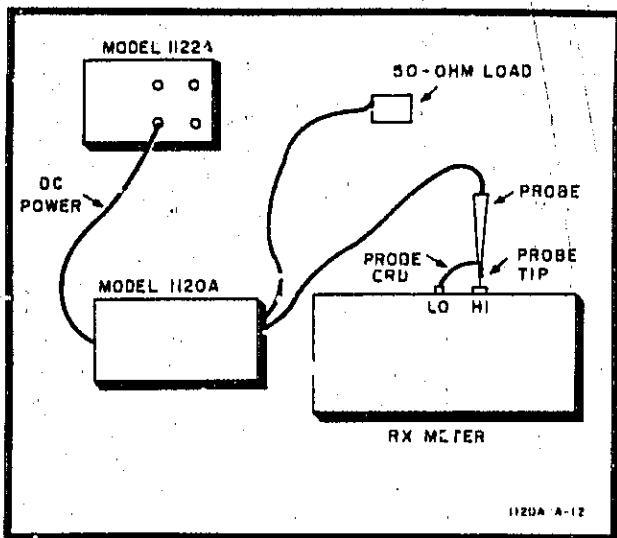 MODEL 1122A
50-OHM LOAD
DC
POWER
PROBE
PROBE
CRD
PROBE
TIP
MODEL 1120A
LO HI
RX METER
1120A-A-12